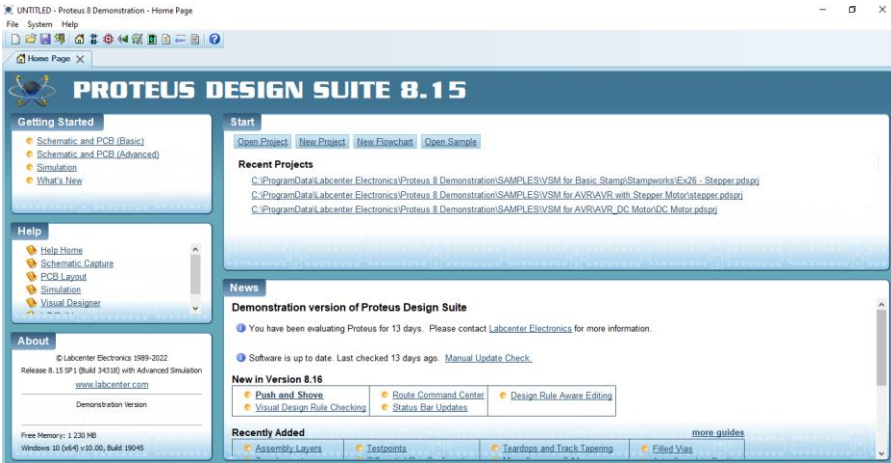 UNTITLED - Proteus 8 Demonstration - Home Page
File System Help
Home Page
PROTEUS DESIGN SUITE 8.15
Getting Started
Schematic and PCB (Basic)
Schematic and PCB (Advanced)
Simulation
What's New
Help
Help Home
Schematic Capture
PCB Layout
Simulation
Visual Designer
About
© Labcenter Electronics 1989-2022
Release 8.15 SP1 (Build 34318) with Advanced Simulation
www.labcenter.com
Demonstration Version
Free Memory: 1 230 MB
Windows 10 (x64) v10.00, Build 19045
Start
Open Project New Project New Flowchart Open Sample
Recent Projects
C:\ProgramData\Labcenter Electronics\Proteus 8 Demonstration\SAMPLES\VSM for Basic Stamp\Stampworks\Ex26 - Stepper.pdsprj
C:\ProgramData\Labcenter Electronics\Proteus 8 Demonstration\SAMPLES\VSM for AVR\AVR with Stepper Motor\stepper.pdsprj
C:\ProgramData\Labcenter Electronics\Proteus 8 Demonstration\SAMPLES\VSM for AVR\AVR_DC Motor\DC Motor.pdsprj
News
Demonstration version of Proteus Design Suite
You have been evaluating Proteus for 13 days. Please contact Labcenter Electronics for more information.
Software is up to date. Last checked 13 days ago. Manual Update Check.
New in Version 8.16
Push and Shove Route Command Center Design Rule Aware Editing
Visual Design Rule Checking Status Bar Updates
Recently Added more guides
Assembly Layers Testpoints Teardops and Track Tapering Filled Vias